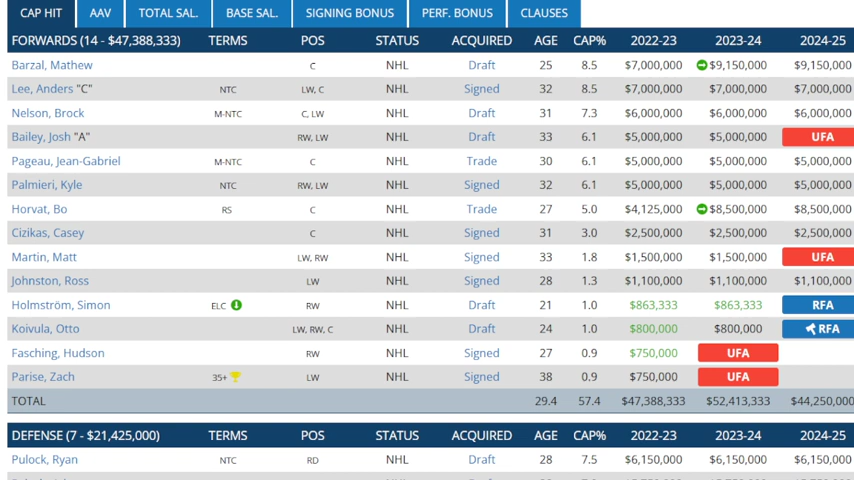 CAP HIT AAV TOTAL SAL. BASE SAL. SIGNING BONUS PERF. BONUS CLAUSES
FORWARDS (14 - $47,388,333) TERMS POS STATUS ACQUIRED AGE CAP% 2022-23 2023-24 2024-25
Barzal, Mathew C NHL Draft 25 8.5 $7,000,000 $9,150,000 $9,150,000
Lee, Anders "C" NTC LW, C NHL Signed 32 8.5 $7,000,000 $7,000,000 $7,000,000
Nelson, Brock M-NTC C, LW NHL Draft 31 7.3 $6,000,000 $6,000,000 $6,000,000
Bailey, Josh "A" RW, LW NHL Draft 33 6.1 $5,000,000 $5,000,000 UFA
Pageau, Jean-Gabriel M-NTC C NHL Trade 30 6.1 $5,000,000 $5,000,000 $5,000,000
Palmieri, Kyle NTC RW, LW NHL Signed 32 6.1 $5,000,000 $5,000,000 $5,000,000
Horvat, Bo RS C NHL Trade 27 5.0 $4,125,000 $8,500,000 $8,500,000
Cizikas, Casey C NHL Signed 31 3.0 $2,500,000 $2,500,000 $2,500,000
Martin, Matt LW, RW NHL Signed 33 1.8 $1,500,000 $1,500,000 UFA
Johnston, Ross LW NHL Signed 28 1.3 $1,100,000 $1,100,000 $1,100,000
Holmström, Simon ELC RW NHL Draft 21 1.0 $863,333 $863,333 RFA
Koivula, Otto LW, RW, C NHL Draft 24 1.0 $800,000 $800,000 RFA
Fasching, Hudson RW NHL Signed 27 0.9 $750,000 UFA
Parise, Zach 35+ LW NHL Signed 38 0.9 $750,000 UFA
TOTAL 29.4 57.4 $47,388,333 $52,413,333 $44,250,000
DEFENSE (7 - $21,425,000) TERMS POS STATUS ACQUIRED AGE CAP% 2022-23 2023-24 2024-25
Pulock, Ryan NTC RD NHL Draft 28 7.5 $6,150,000 $6,150,000 $6,150,000